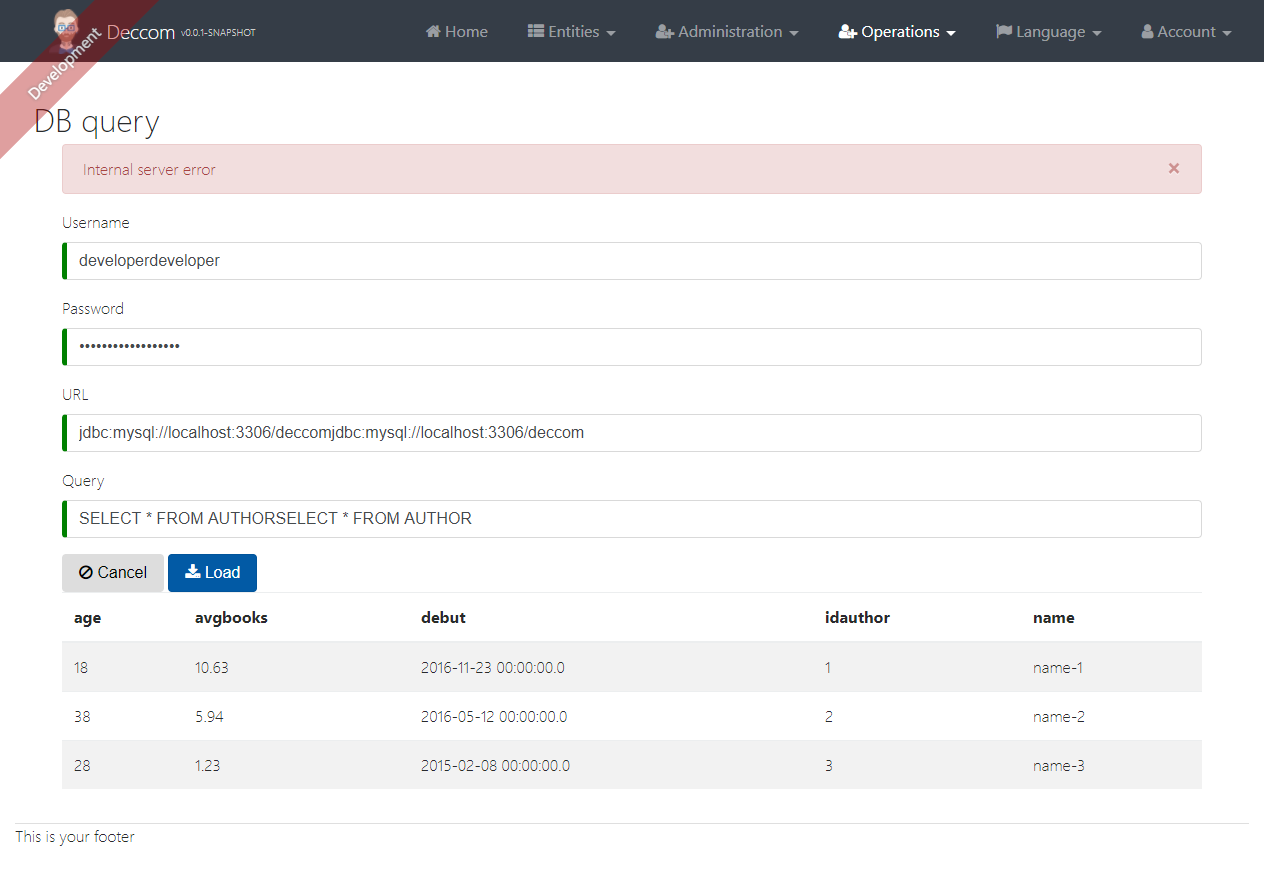 Development
Deccom v0.0.1-SNAPSHOT Home Entities Administration Operations Language Account
DB query
Internal server error ×
Username
developerdeveloper
Password
••••••••••••••••••
URL
jdbc:mysql://localhost:3306/deccomjdbc:mysql://localhost:3306/deccom
Query
SELECT * FROM AUTHORSELECT * FROM AUTHOR
Cancel Load
age avgbooks debut idauthor name
18 10.63 2016-11-23 00:00:00.0 1 name-1
38 5.94 2016-05-12 00:00:00.0 2 name-2
28 1.23 2015-02-08 00:00:00.0 3 name-3
This is your footer